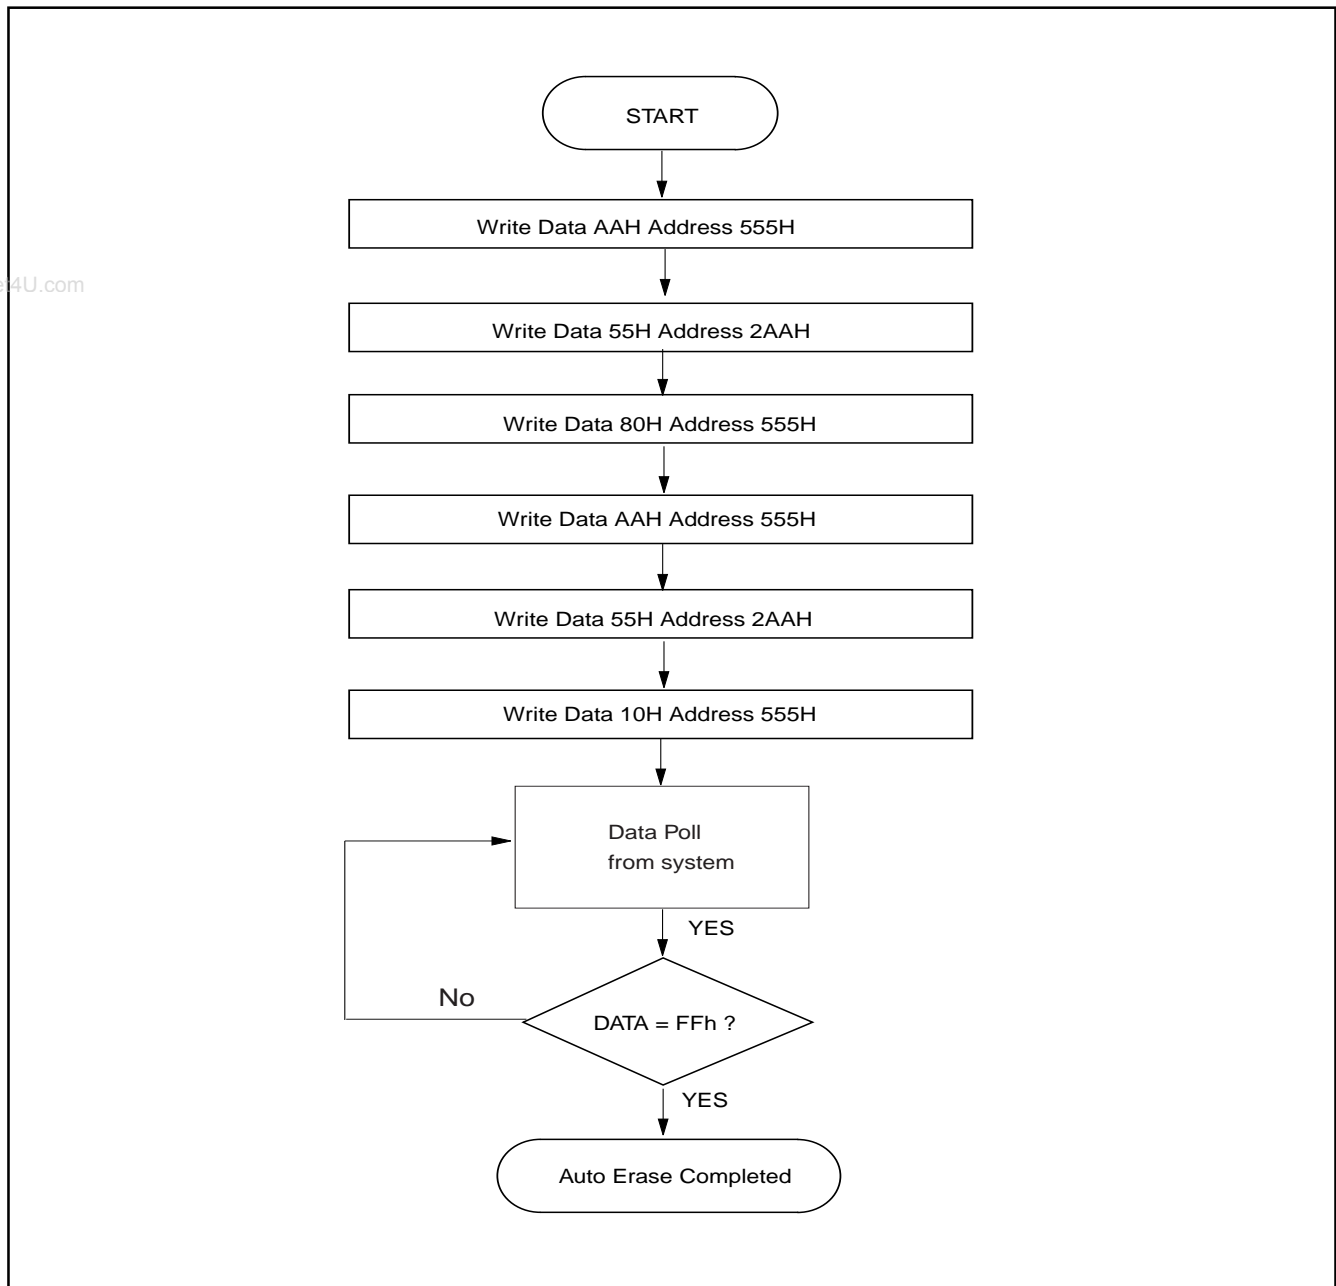 START
Write Data AAH Address 555H
et4U.com
Write Data 55H Address 2AAH
Write Data 80H Address 555H
Write Data AAH Address 555H
Write Data 55H Address 2AAH
Write Data 10H Address 555H
Data Poll
from system
YES
No
DATA = FFh ?
YES
Auto Erase Completed